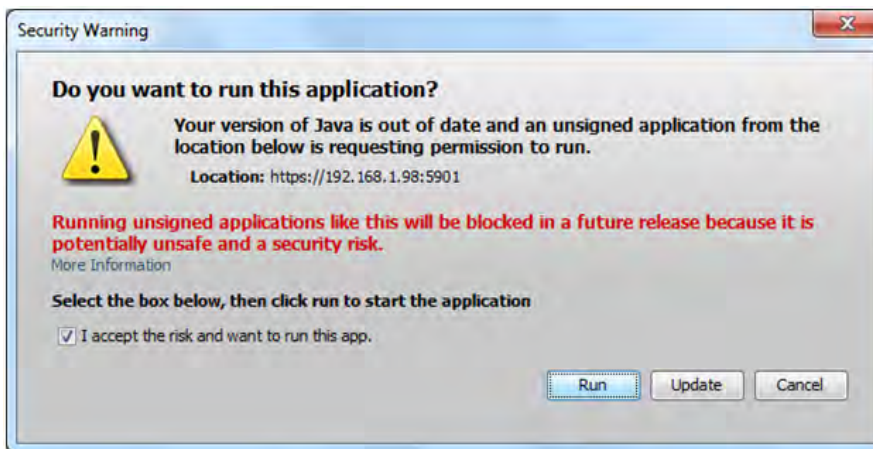 Security Warning
Do you want to run this application?
Your version of Java is out of date and an unsigned application from the
location below is requesting permission to run.
Location: https://192.168.1.98:5901
Running unsigned applications like this will be blocked in a future release because it is
potentially unsafe and a security risk.
More Information
Select the box below, then click run to start the application
I accept the risk and want to run this app.
Run Update Cancel